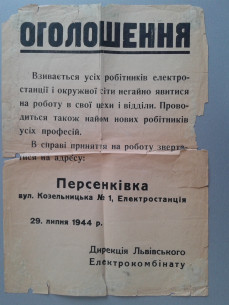 ОГОЛОШЕННЯ
Взивається усіх робітників електро-
станції і окружної сіти негайно явитися
на роботу в свої цехи і відділи. Прово-
диться також найом нових робітників
усіх професій.
В справі приняття на роботу зверта-
тися на адресу:
Персенківка
вул. Козельницька № 1, Електростанція
29. липня 1944 р.
Дирекція Львівського
Електрокомбінату